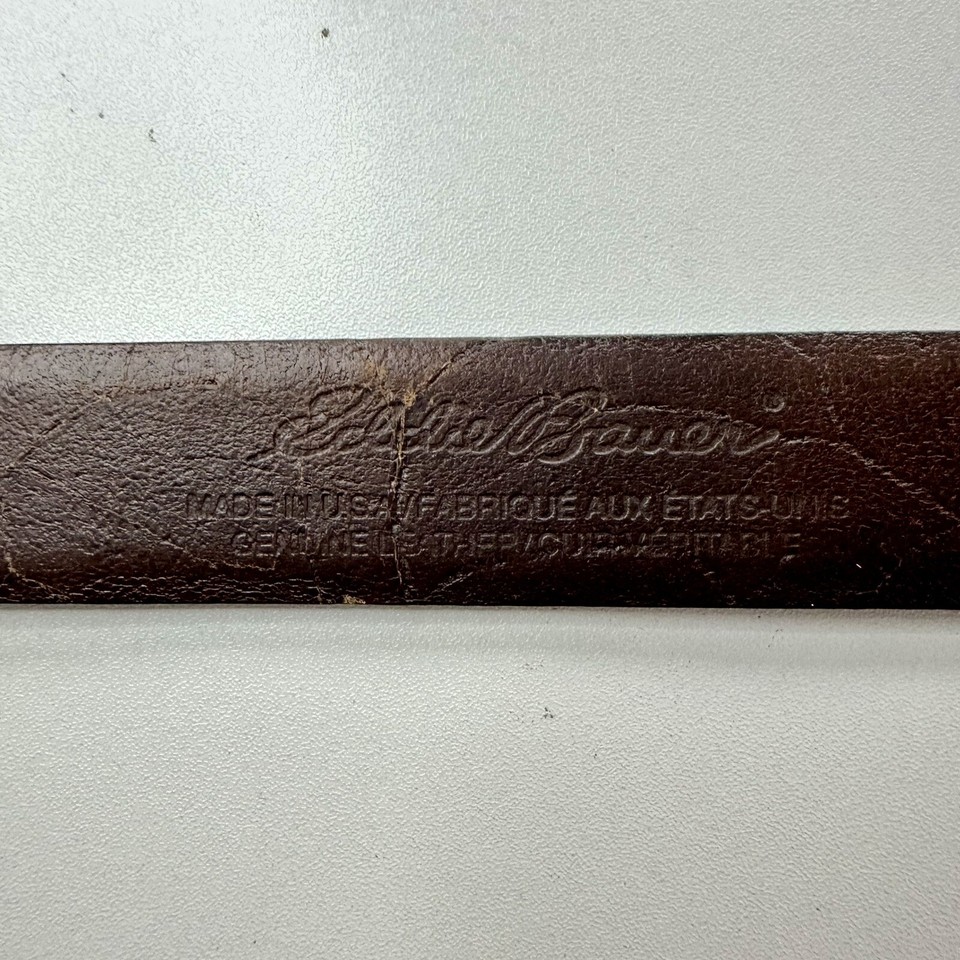 Eddie Bauer ®
MADE IN U.S.A./FABRIQUÉ AUX ÉTATS-UNIS
GENUINE LEATHER/CUIR VÉRITABLE